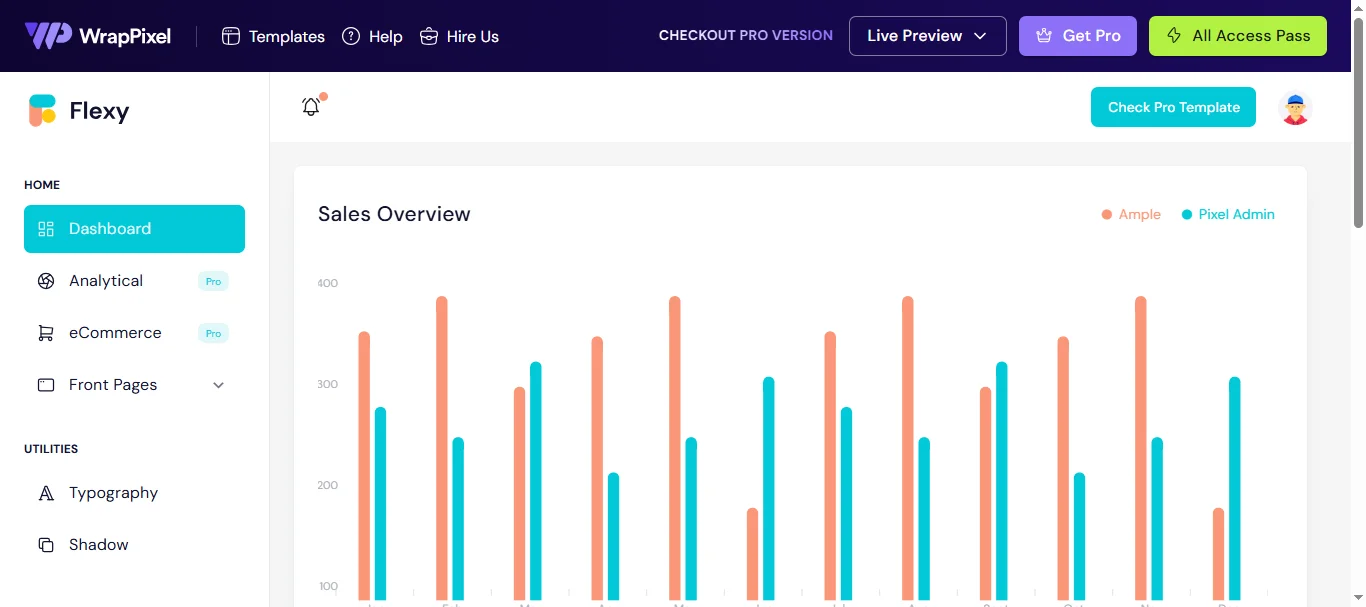 WrapPixel
Templates
Help
Hire Us
CHECKOUT PRO VERSION
Live Preview
Get Pro
All Access Pass
Flexy
Check Pro Template
HOME
Dashboard
Analytical Pro
eCommerce Pro
Front Pages
UTILITIES
Typography
Shadow
Sales Overview
Ample
Pixel Admin
400
300
200
100